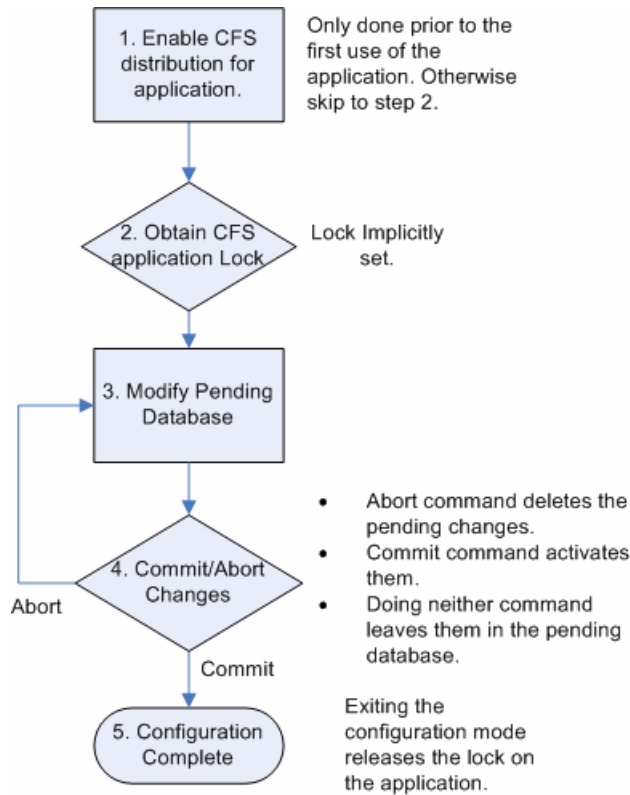 1. Enable CFS
distribution for
application.
Only done prior to the
first use of the
application. Otherwise
skip to step 2.
2. Obtain CFS
application Lock
Lock Implicitly
set.
3. Modify Pending
Database
4. Commit/Abort
Changes
Abort
Commit
• Abort command deletes the
pending changes.
• Commit command activates
them.
• Doing neither command
leaves them in the pending
database.
5. Configuration
Complete
Exiting the
configuration mode
releases the lock on
the application.